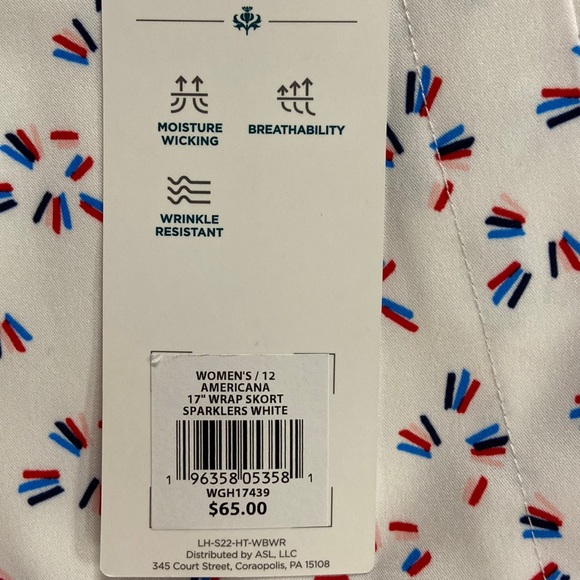 MOISTURE
WICKING
BREATHABILITY
WRINKLE
RESISTANT
WOMEN'S / 12
AMERICANA
17" WRAP SKORT
SPARKLERS WHITE
1 96358 05358 1
WGH17439
$65.00
LH-S22-HT-WBWR
Distributed by ASL, LLC
345 Court Street, Coraopolis, PA 15108